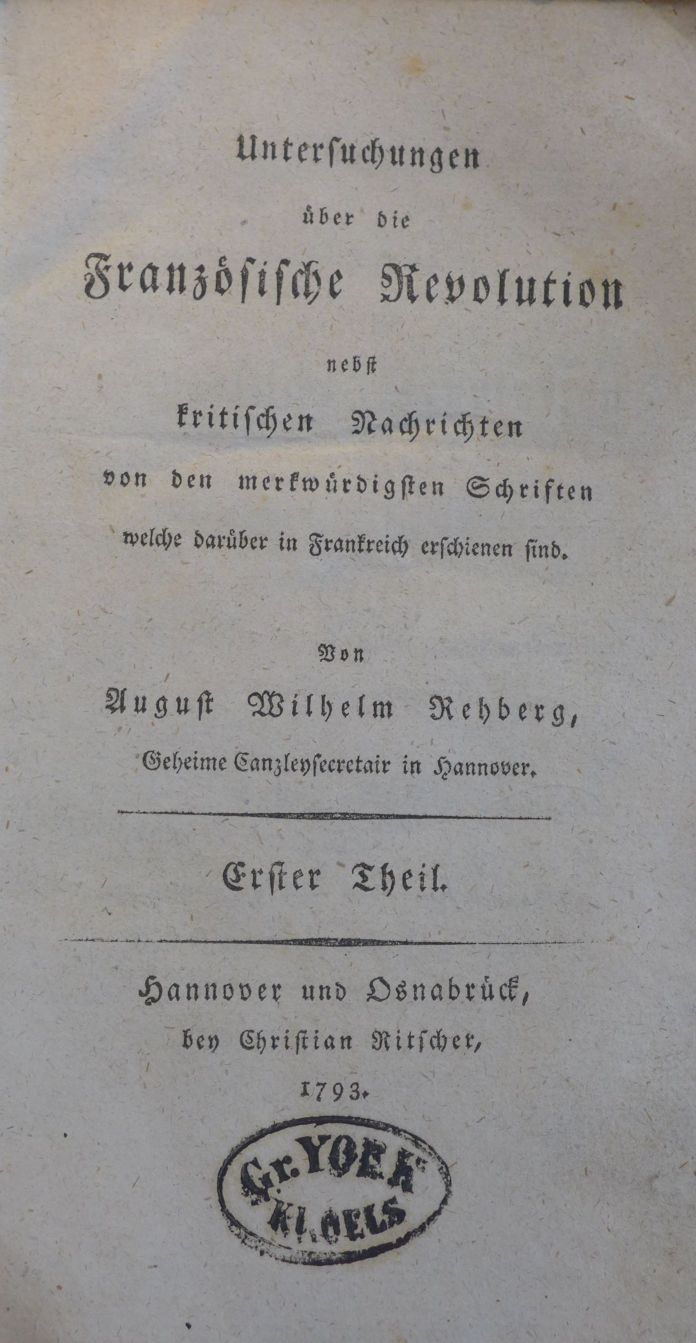 Untersuchungen
über die
Französische Revolution
nebst
kritischen Nachrichten
von den merkwürdigsten Schriften
welche darüber in Frankreich erschienen sind.
Von
August Wilhelm Rehberg,
Geheime Canzleysecretair in Hannover.
Erster Theil.
Hannover und Osnabrück,
bey Christian Ritscher,
1793.
Gr. YORK
Kl. OELS